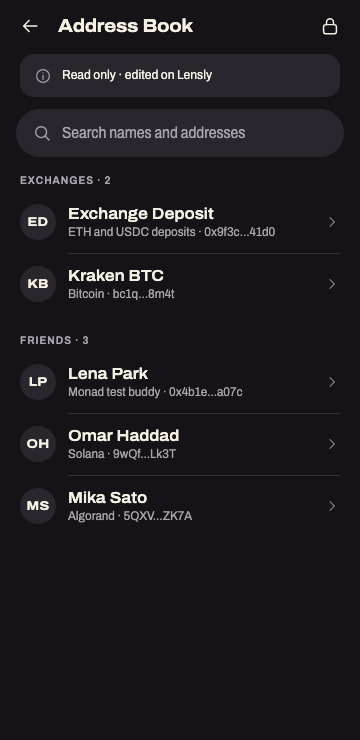 Address Book
Read only · edited on Lensly
Search names and addresses
EXCHANGES · 2
ED
Exchange Deposit
ETH and USDC deposits · 0x9f3c...41d0
KB
Kraken BTC
Bitcoin · bc1q...8m4t
FRIENDS · 3
LP
Lena Park
Monad test buddy · 0x4b1e...a07c
OH
Omar Haddad
Solana · 9wQf...Lk3T
MS
Mika Sato
Algorand · 5QXV...ZK7A